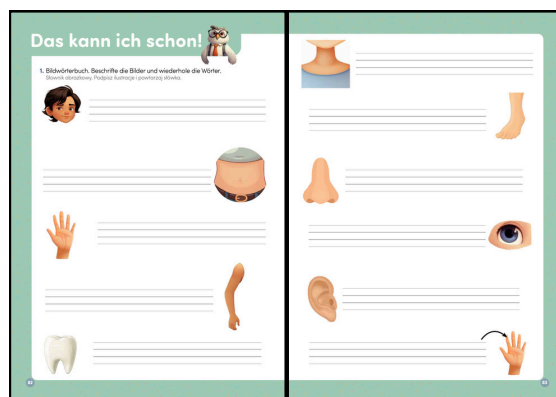 Das kann ich schon!
1. Bildwörterbuch. Beschrifte die Bilder und wiederhole die Wörter.
Słownik obrazkowy. Podpisz ilustracje i powtarzaj słówka.